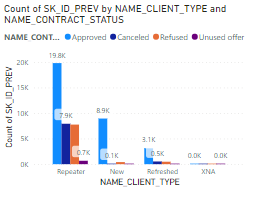 Count of SK_ID_PREV by NAME_CLIENT_TYPE and
NAME_CONTRACT_STATUS
NAME_CONT... Approved Canceled Refused Unused offer
20K
15K
10K
5K
0K
19.8K
7.9K
0.7K
8.9K
0.1K
3.1K
0.5K
0.0K
0.0K
Repeater New Refreshed XNA
Count of SK_ID_PREV
NAME_CLIENT_TYPE